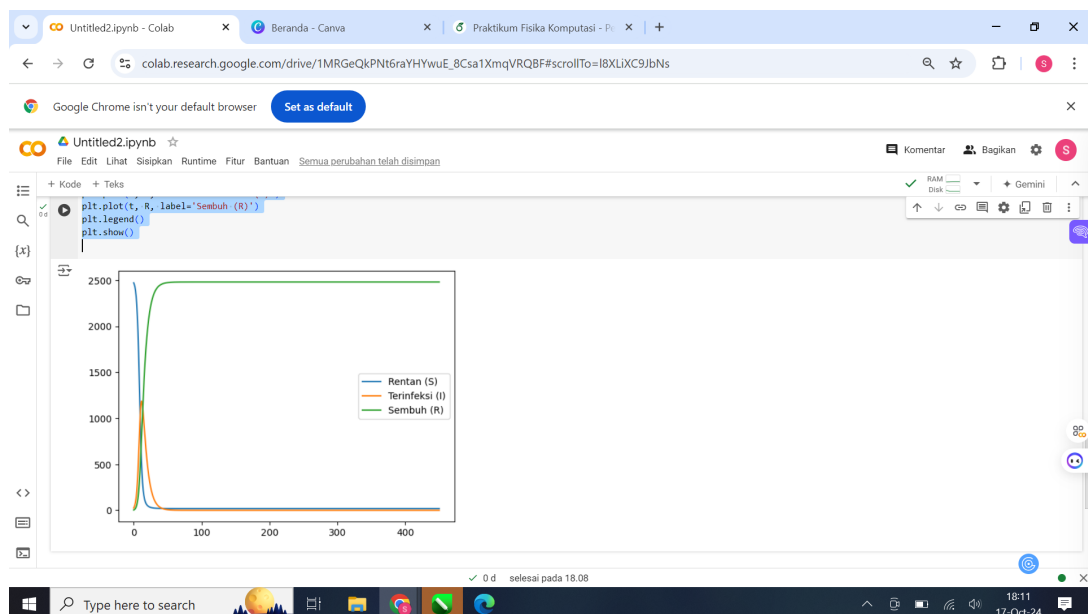 Untitled2.ipynb - Colab
Beranda - Canva
Praktikum Fisika Komputasi - Po
colab.research.google.com/drive/1MRGeQkPNt6raYHYwuE_8Csa1XmqVRQBF#scrollTo=I8XLiXC9JbNs
S
Google Chrome isn't your default browser
Set as default
CO
Untitled2.ipynb
File Edit Lihat Sisipkan Runtime Fitur Bantuan Semua perubahan telah disimpan
Komentar
Bagikan
S
+ Kode + Teks
RAM
Disk
Gemini
0 d
plt.plot(t, R, label='Sembuh (R)')
plt.legend()
plt.show()
{x}
2500
2000
1500
1000
500
0
0 100 200 300 400
Rentan (S)
Terinfeksi (I)
Sembuh (R)
0 d selesai pada 18.08
Type here to search
18:11
17-Oct-24